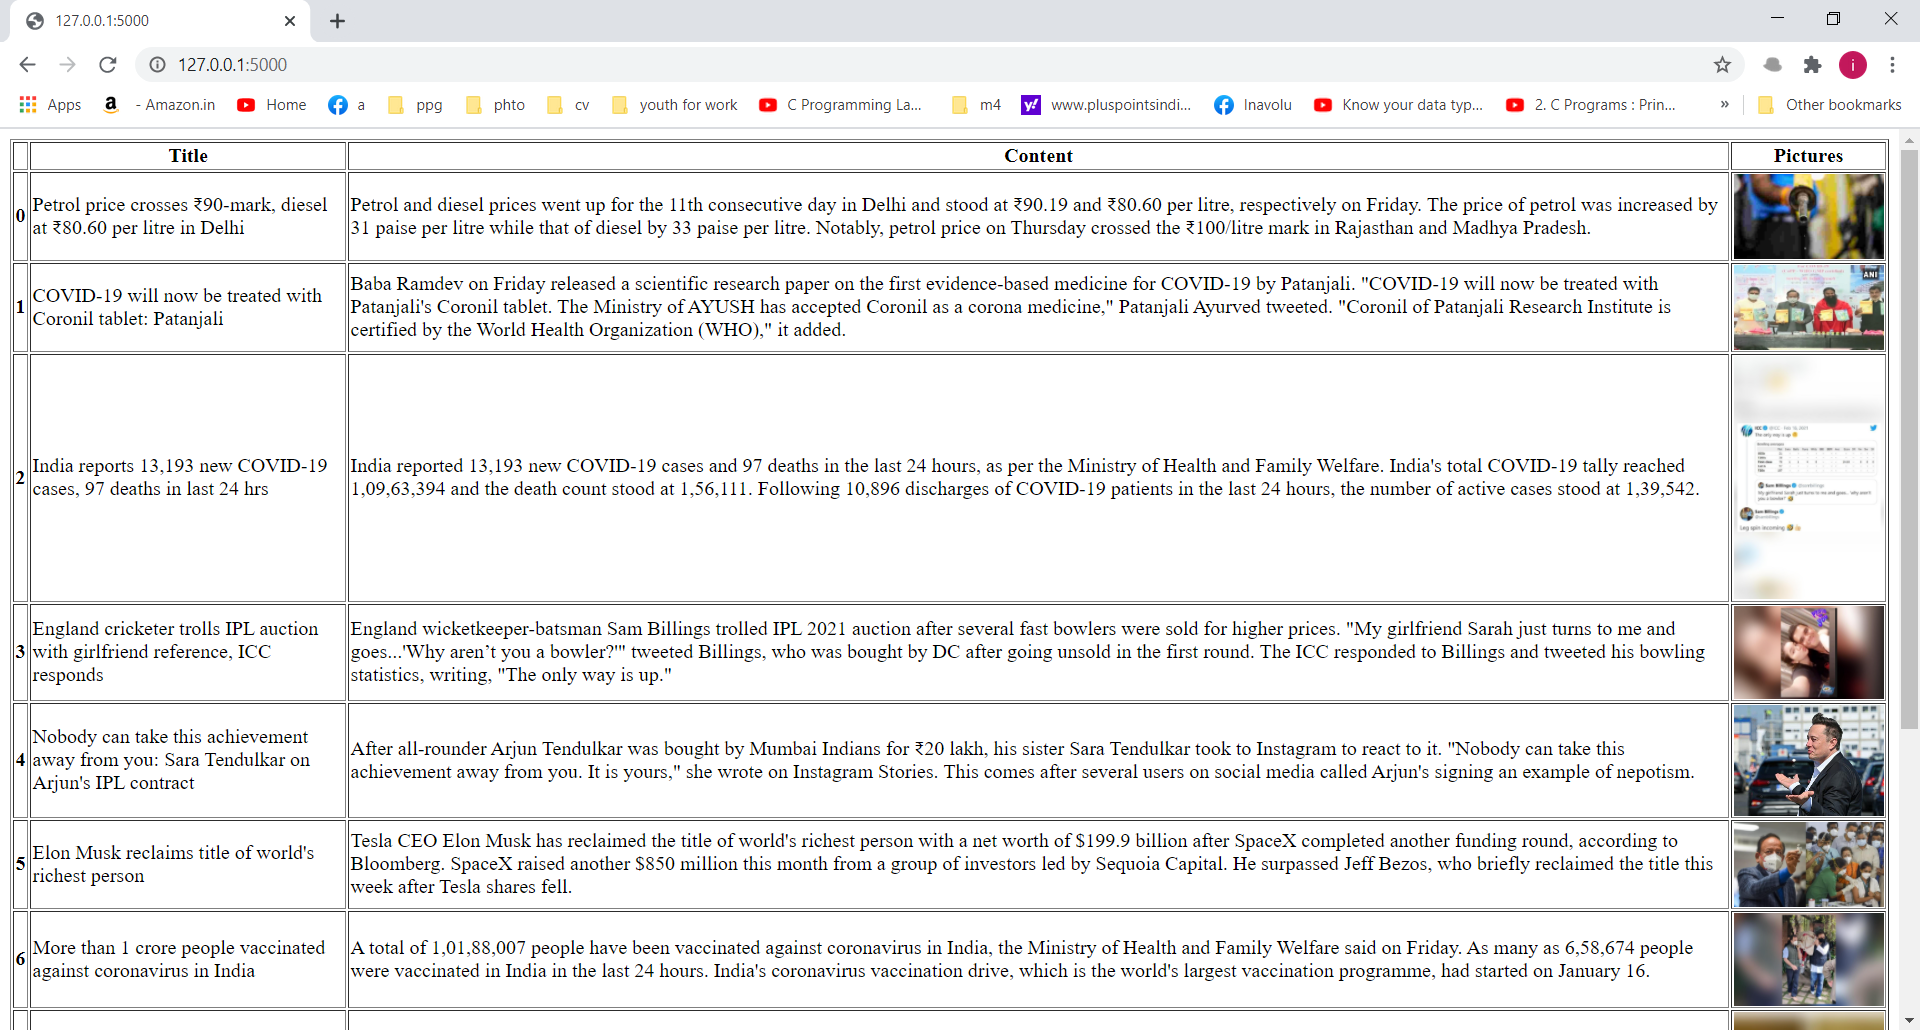 127.0.0.1:5000
127.0.0.1:5000
i
Apps
- Amazon.in
Home
a
ppg
phto
cv
youth for work
C Programming La...
m4
www.pluspointsindi...
Inavolu
Know your data typ...
2. C Programs : Prin...
»
Other bookmarks
Title
Content
Pictures
0
Petrol price crosses ₹90-mark, diesel
at ₹80.60 per litre in Delhi
Petrol and diesel prices went up for the 11th consecutive day in Delhi and stood at ₹90.19 and ₹80.60 per litre, respectively on Friday. The price of petrol was increased by
31 paise per litre while that of diesel by 33 paise per litre. Notably, petrol price on Thursday crossed the ₹100/litre mark in Rajasthan and Madhya Pradesh.
1
COVID-19 will now be treated with
Coronil tablet: Patanjali
Baba Ramdev on Friday released a scientific research paper on the first evidence-based medicine for COVID-19 by Patanjali. "COVID-19 will now be treated with
Patanjali's Coronil tablet. The Ministry of AYUSH has accepted Coronil as a corona medicine," Patanjali Ayurved tweeted. "Coronil of Patanjali Research Institute is
certified by the World Health Organization (WHO)," it added.
ANI
2
India reports 13,193 new COVID-19
cases, 97 deaths in last 24 hrs
India reported 13,193 new COVID-19 cases and 97 deaths in the last 24 hours, as per the Ministry of Health and Family Welfare. India's total COVID-19 tally reached
1,09,63,394 and the death count stood at 1,56,111. Following 10,896 discharges of COVID-19 patients in the last 24 hours, the number of active cases stood at 1,39,542.
ICC
The only way is up
Sam Billings
My girlfriend Sarah just turns to me and goes... why aren't
you a bowler?
Sam Billings
Leg spin incoming
3
England cricketer trolls IPL auction
with girlfriend reference, ICC
responds
England wicketkeeper-batsman Sam Billings trolled IPL 2021 auction after several fast bowlers were sold for higher prices. "My girlfriend Sarah just turns to me and
goes...'Why aren’t you a bowler?'" tweeted Billings, who was bought by DC after going unsold in the first round. The ICC responded to Billings and tweeted his bowling
statistics, writing, "The only way is up."
4
Nobody can take this achievement
away from you: Sara Tendulkar on
Arjun's IPL contract
After all-rounder Arjun Tendulkar was bought by Mumbai Indians for ₹20 lakh, his sister Sara Tendulkar took to Instagram to react to it. "Nobody can take this
achievement away from you. It is yours," she wrote on Instagram Stories. This comes after several users on social media called Arjun's signing an example of nepotism.
5
Elon Musk reclaims title of world's
richest person
Tesla CEO Elon Musk has reclaimed the title of world's richest person with a net worth of $199.9 billion after SpaceX completed another funding round, according to
Bloomberg. SpaceX raised another $850 million this month from a group of investors led by Sequoia Capital. He surpassed Jeff Bezos, who briefly reclaimed the title this
week after Tesla shares fell.
6
More than 1 crore people vaccinated
against coronavirus in India
A total of 1,01,88,007 people have been vaccinated against coronavirus in India, the Ministry of Health and Family Welfare said on Friday. As many as 6,58,674 people
were vaccinated in India in the last 24 hours. India's coronavirus vaccination drive, which is the world's largest vaccination programme, had started on January 16.